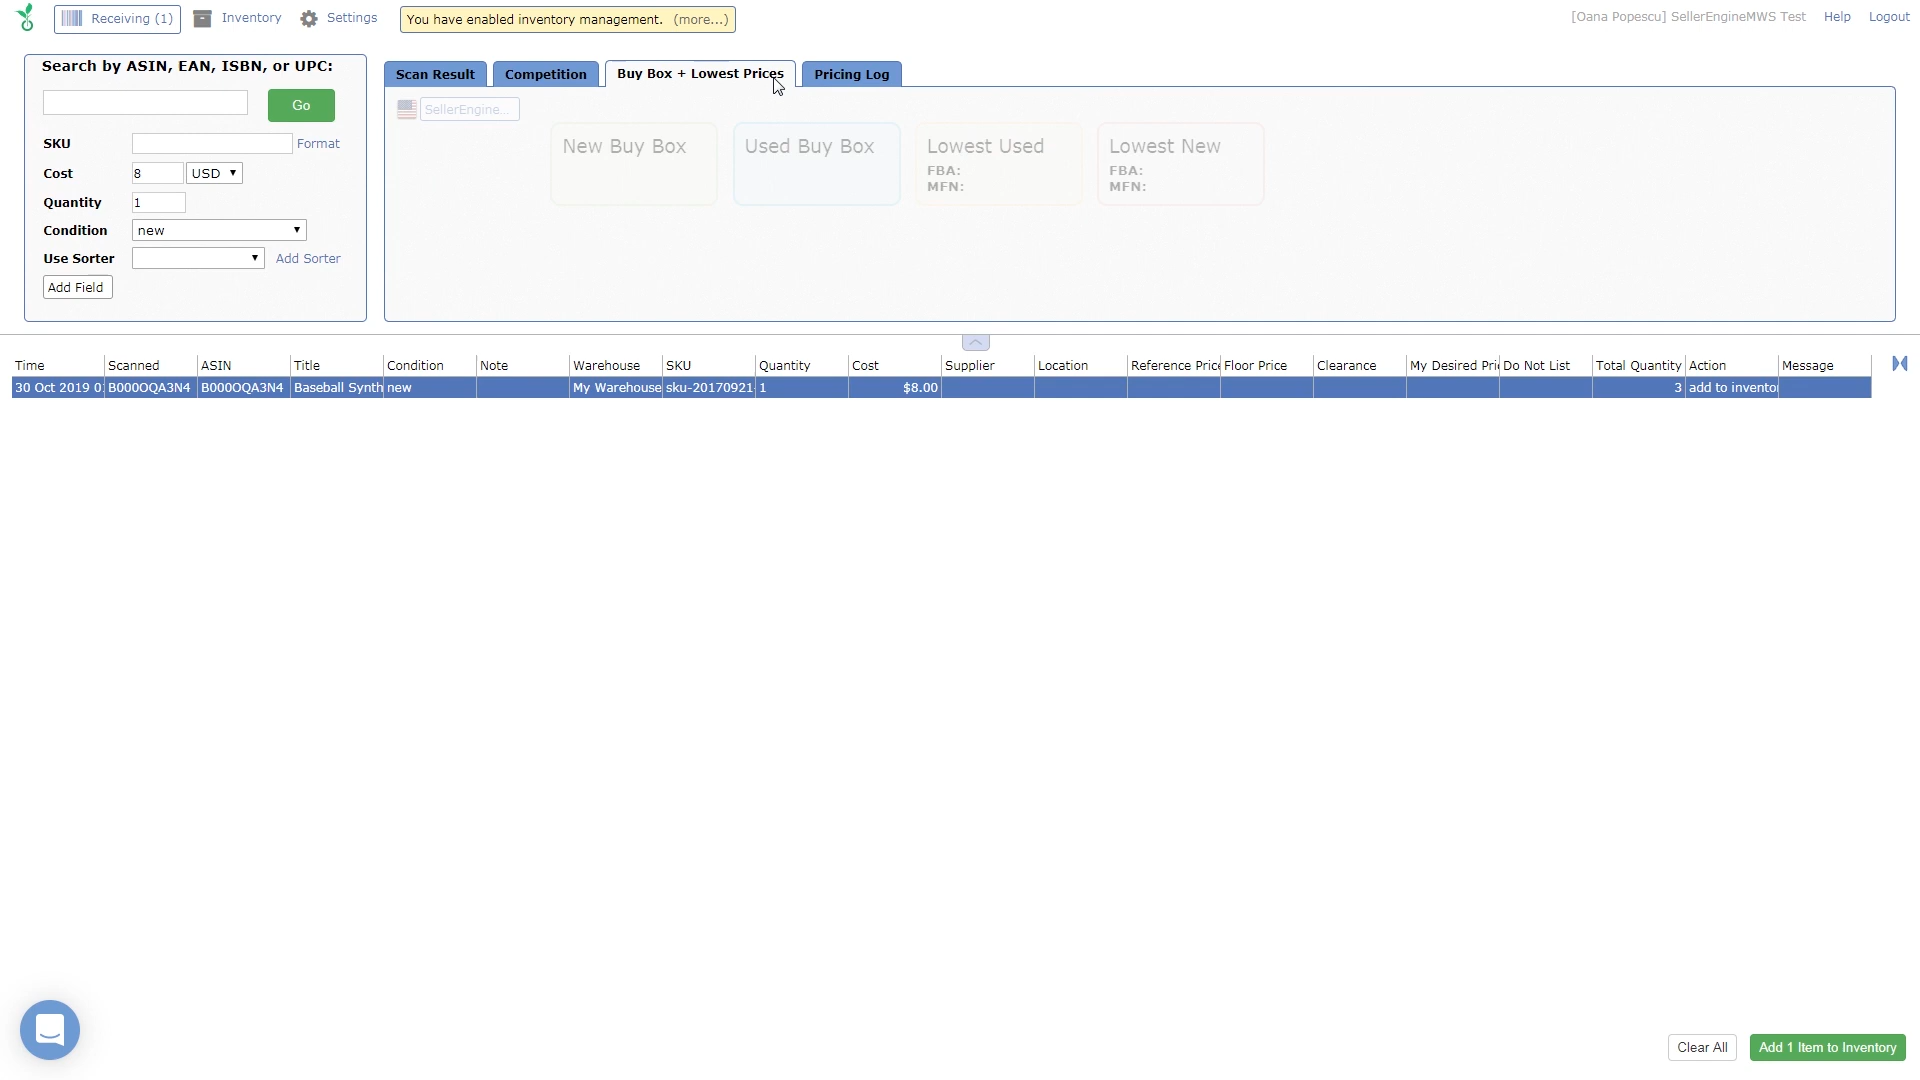 Receiving (1) Inventory Settings You have enabled inventory management. (more...) [Oana Popescu] SellerEngineMWS Test Help Logout
Search by ASIN, EAN, ISBN, or UPC:
Go
SKU Format
Cost 8 USD
Quantity 1
Condition new
Use Sorter Add Sorter
Add Field
Scan Result Competition Buy Box + Lowest Prices Pricing Log
SellerEngine...
New Buy Box Used Buy Box Lowest Used Lowest New
FBA: FBA:
MFN: MFN:
Time Scanned ASIN Title Condition Note Warehouse SKU Quantity Cost Supplier Location Reference Price Floor Price Clearance My Desired Pri Do Not List Total Quantity Action Message
30 Oct 2019 0 B000OQA3N4 B000OQA3N4 Baseball Synth new My Warehouse sku-20170921 1 $8.00 3 add to invento
Clear All Add 1 Item to Inventory